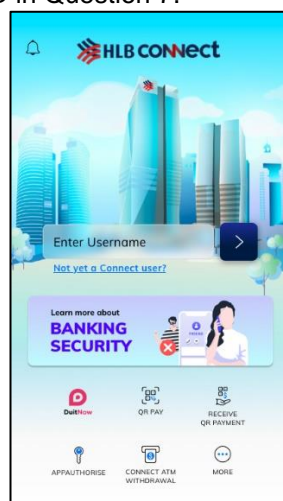 in Question 7.
HLB CONNECT
Enter Username
Not yet a Connect user?
Learn more about
BANKING
SECURITY
DuitNow
QR PAY
RECEIVE
QR PAYMENT
APPAUTHORISE
CONNECT ATM
WITHDRAWAL
MORE